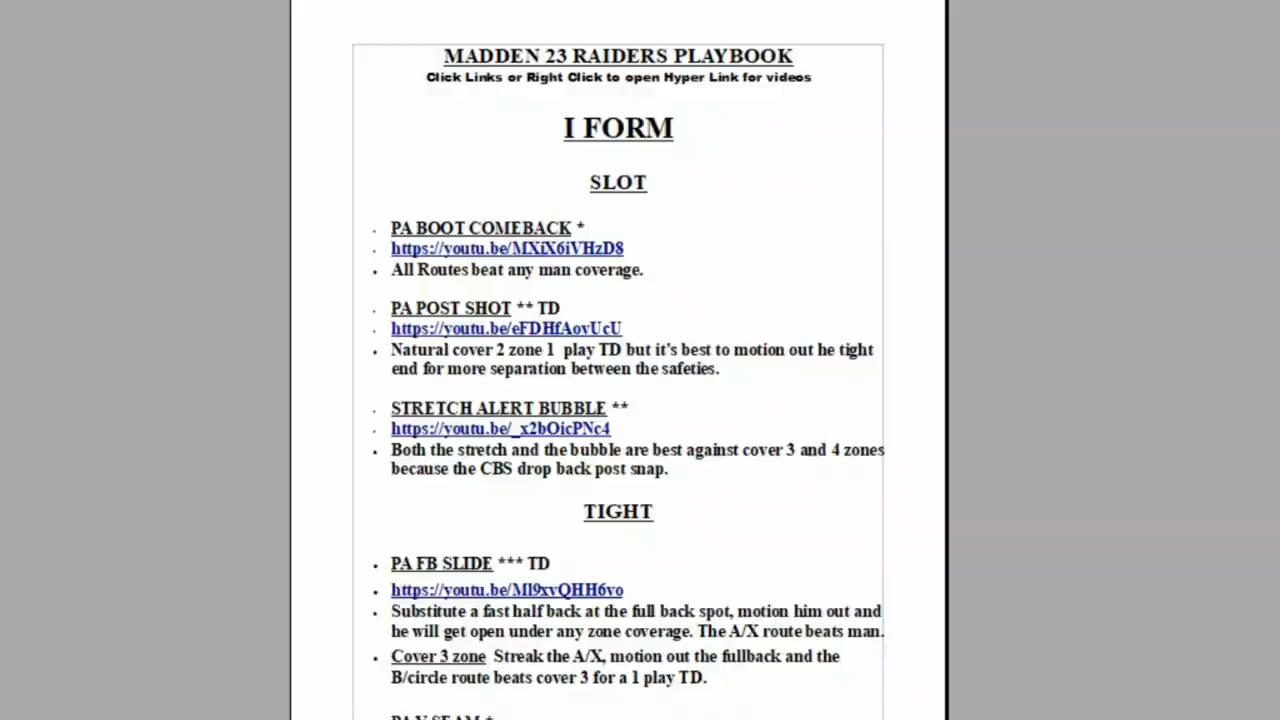 MADDEN 23 RAIDERS PLAYBOOK
Click Links or Right Click to open Hyper Link for videos
I FORM
SLOT
PA BOOT COMEBACK *
https://youtu.be/MXiX6iVHzD8
All Routes beat any man coverage.
PA POST SHOT ** TD
https://youtu.be/eFDHfAovUcU
Natural cover 2 zone 1 play TD but it's best to motion out he tight
end for more separation between the safeties.
STRETCH ALERT BUBBLE **
https://youtu.be/_x2bOicPNc4
Both the stretch and the bubble are best against cover 3 and 4 zones
because the CBS drop back post snap.
TIGHT
PA FB SLIDE *** TD
https://youtu.be/Ml9xvQHH6vo
Substitute a fast half back at the full back spot, motion him out and
he will get open under any zone coverage. The A/X route beats man.
Cover 3 zone Streak the A/X, motion out the fullback and the
B/circle route beats cover 3 for a 1 play TD.
PA Y SEAM *